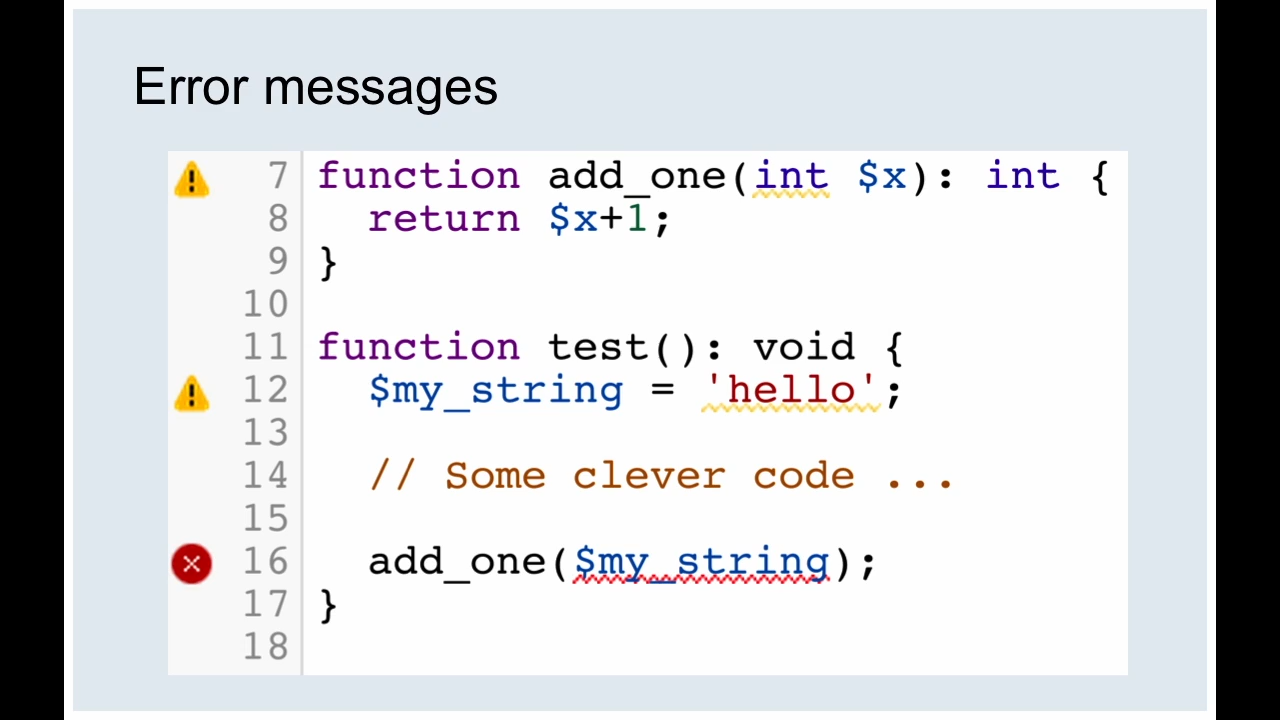 Error messages
7 function add_one(int $x): int {
8 return $x+1;
9 }
10
11 function test(): void {
12 $my_string = 'hello';
13
14 // Some clever code ...
15
16 add_one($my_string);
17 }
18